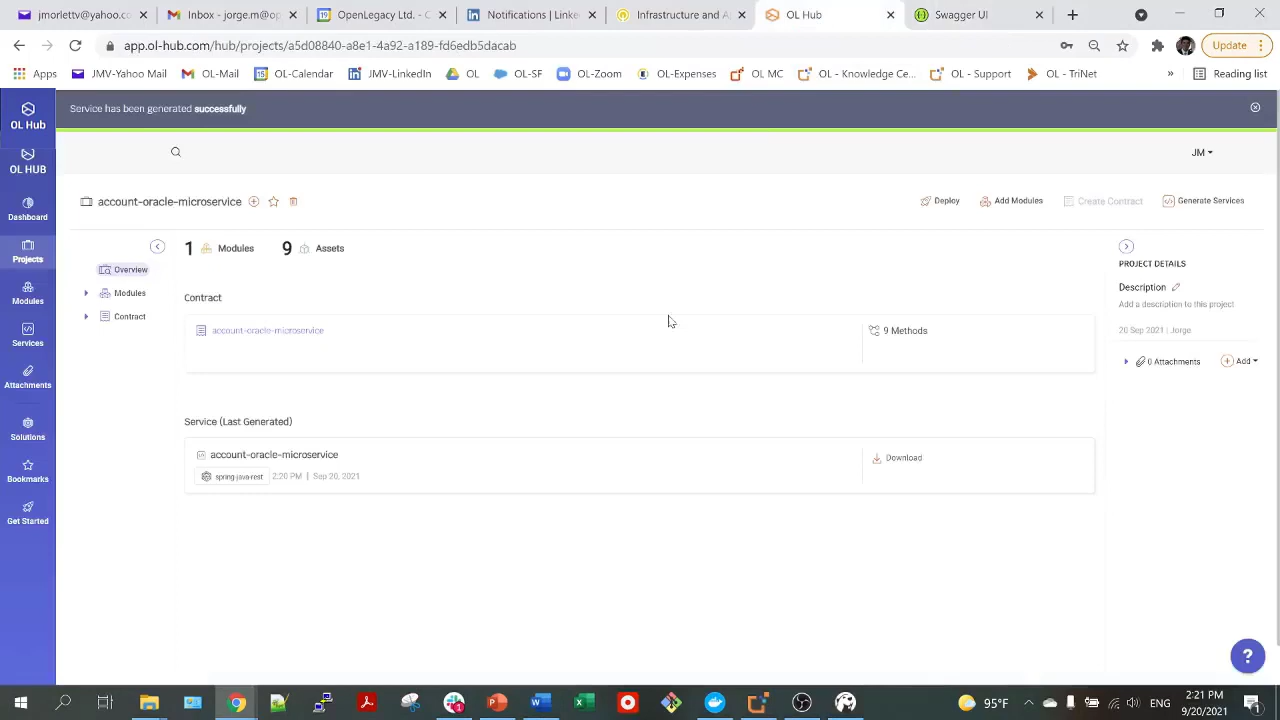 jmorettv@yahoo.com
Inbox - jorge.moretti
OpenLegacy Ltd. - C
Notifications | Linke
Infrastructure and A
OL Hub
Swagger UI
app.ol-hub.com/hub/projects/a5d08840-a8e1-4a92-a189-fd6edb5dacab
Update
Apps
JMV-Yahoo Mail
OL-Mail
OL-Calendar
JMV-LinkedIn
OL
OL-SF
OL-Zoom
OL-Expenses
OL MC
OL - Knowledge Ce...
OL - Support
OL - TriNet
»
Reading list
OL Hub
Service has been generated successfully
OL HUB
JM
Dashboard
account-oracle-microservice
Deploy
Add Modules
Create Contract
Generate Services
Projects
1 Modules
9 Assets
PROJECT DETAILS
Overview
Modules
Contract
Description
Add a description to this project
Modules
Contract
account-oracle-microservice
9 Methods
20 Sep 2021 | Jorge
Services
0 Attachments
Add
Attachments
Service (Last Generated)
Solutions
account-oracle-microservice
Download
spring-java-rest
2:20 PM | Sep 20, 2021
Bookmarks
Get Started
?
95°F
ENG
2:21 PM
9/20/2021
1